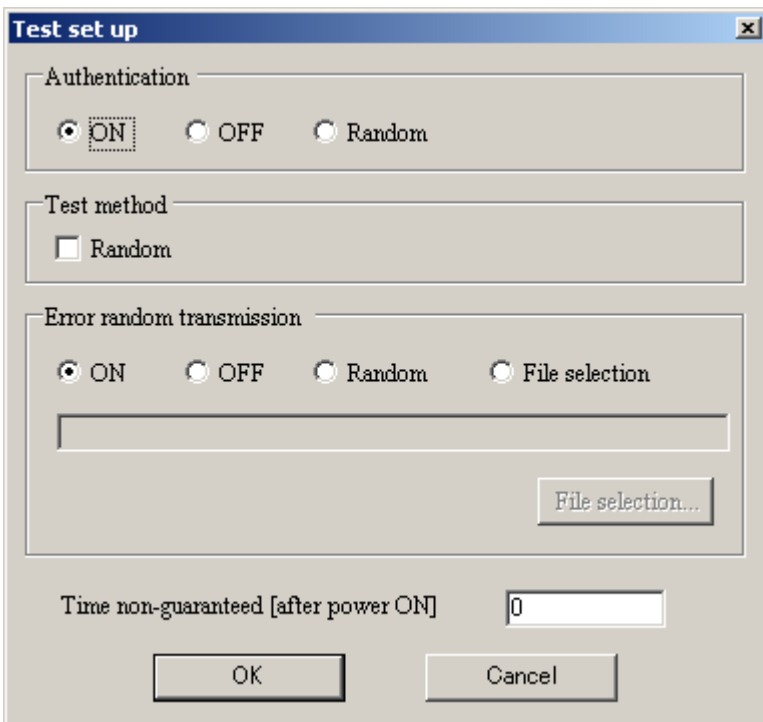 Test set up
Authentication
ON OFF Random
Test method
Random
Error random transmission
ON OFF Random File selection
File selection...
Time non-guaranteed [after power ON] 0
OK Cancel